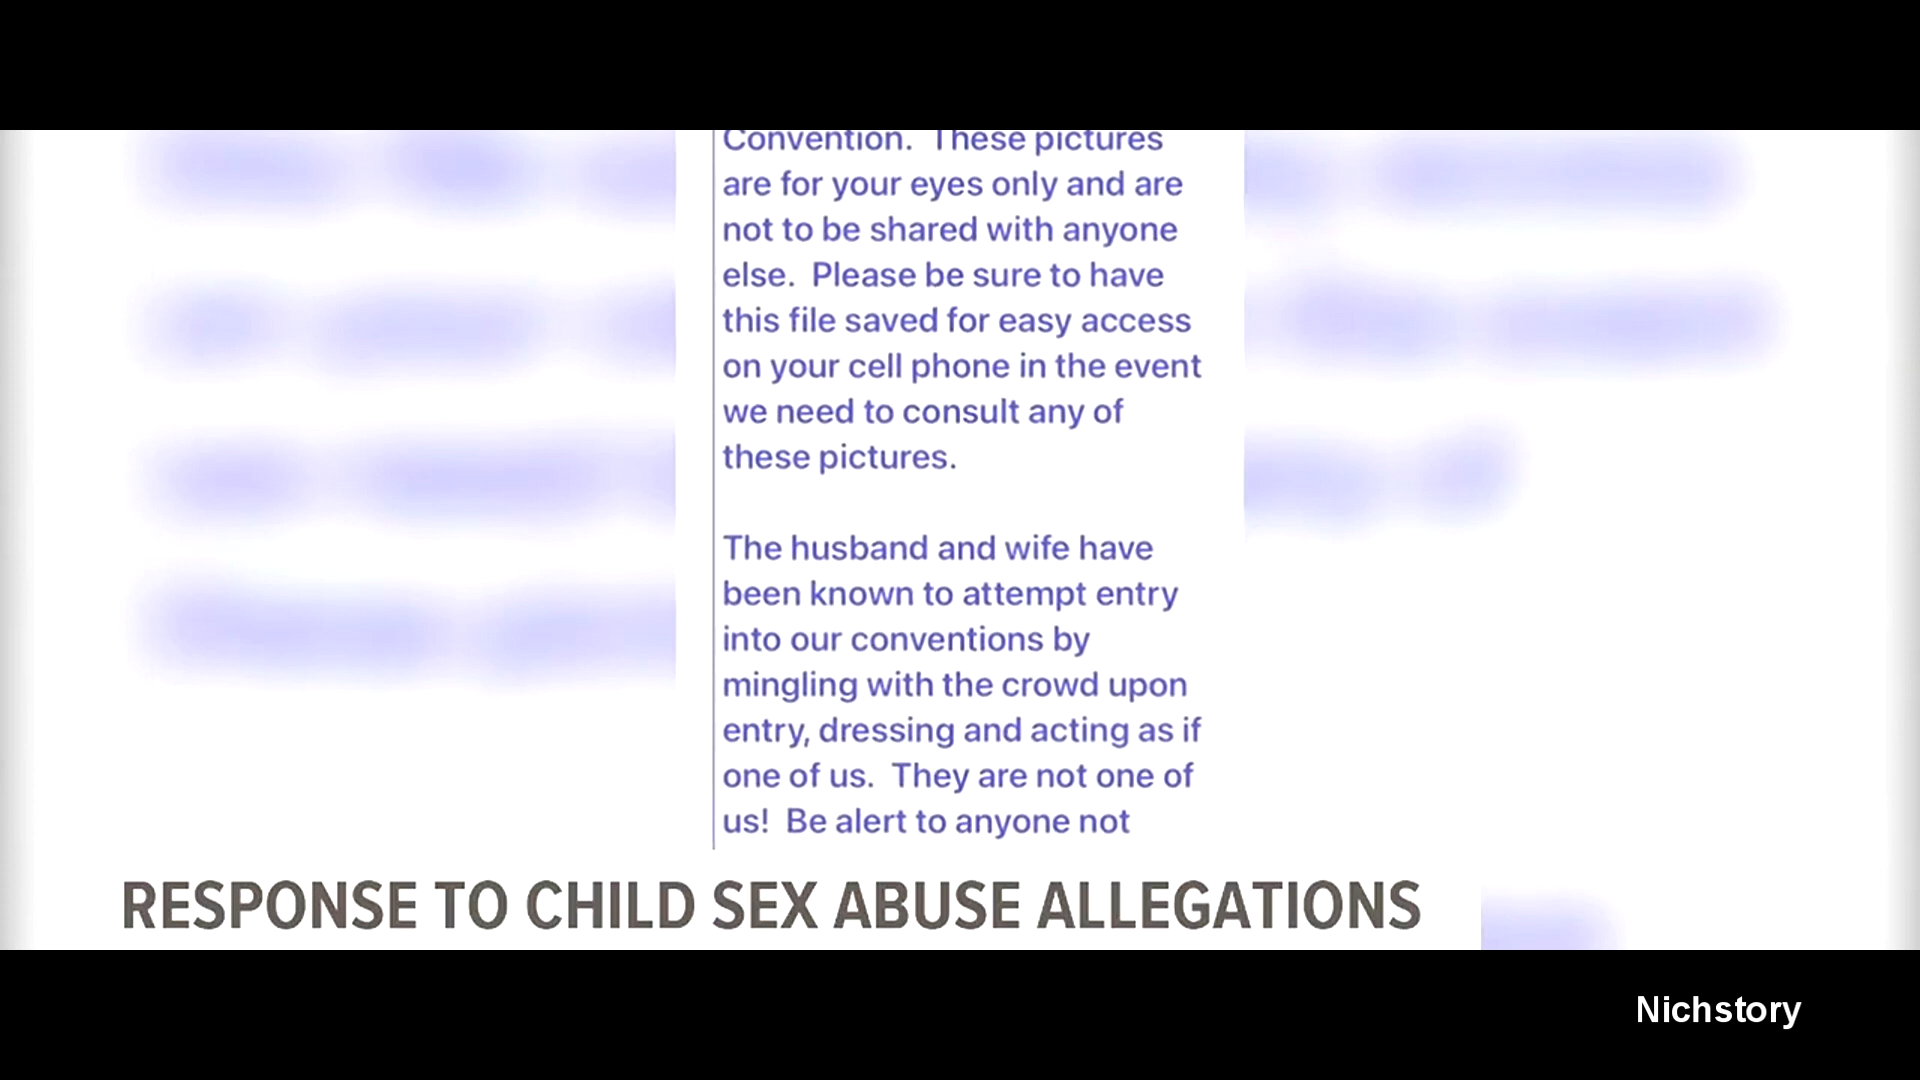 Convention.  These pictures
are for your eyes only and are
not to be shared with anyone
else.  Please be sure to have
this file saved for easy access
on your cell phone in the event
we need to consult any of
these pictures.
The husband and wife have
been known to attempt entry
into our conventions by
mingling with the crowd upon
entry, dressing and acting as if
one of us.  They are not one of
us!  Be alert to anyone not
RESPONSE TO CHILD SEX ABUSE ALLEGATIONS
Nichstory